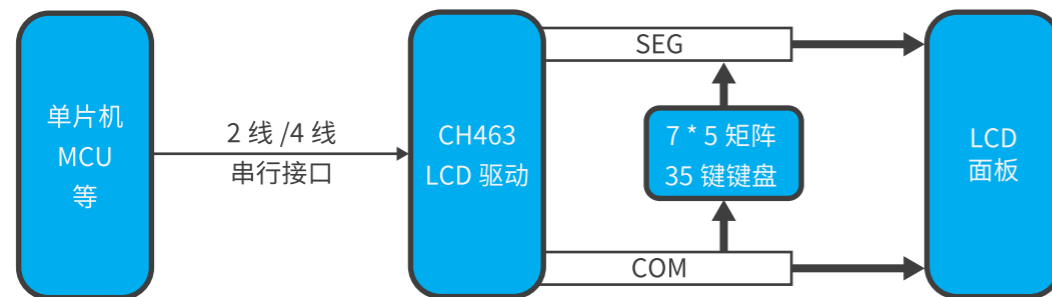 单片机
MCU
等
2 线 /4 线
串行接口
CH463
LCD 驱动
SEG
7 * 5 矩阵
35 键键盘
COM
LCD
面板